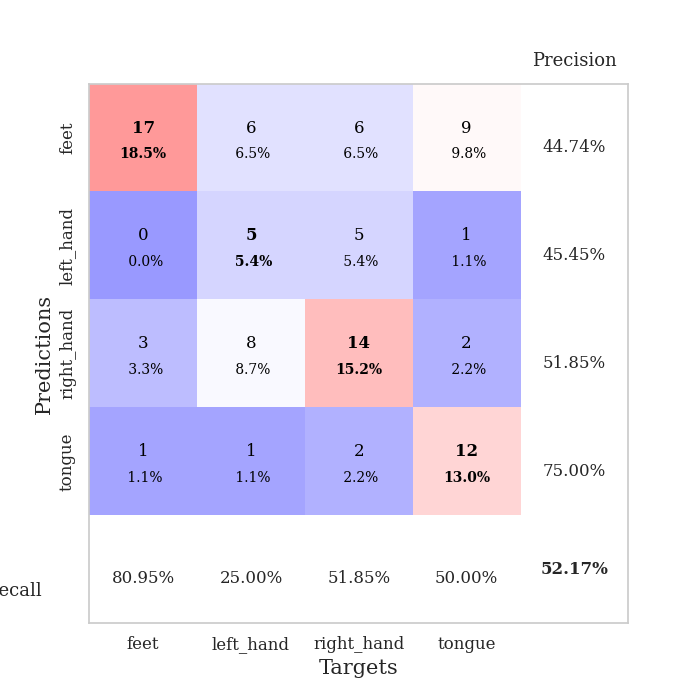 Precision
feet
17 6 6 9
18.5% 6.5% 6.5% 9.8%
44.74%
left_hand
0 5 5 1
0.0% 5.4% 5.4% 1.1%
45.45%
Predictions
right_hand
3 8 14 2
3.3% 8.7% 15.2% 2.2%
51.85%
tongue
1 1 2 12
1.1% 1.1% 2.2% 13.0%
75.00%
ecall
80.95% 25.00% 51.85% 50.00% 52.17%
feet left_hand right_hand tongue
Targets